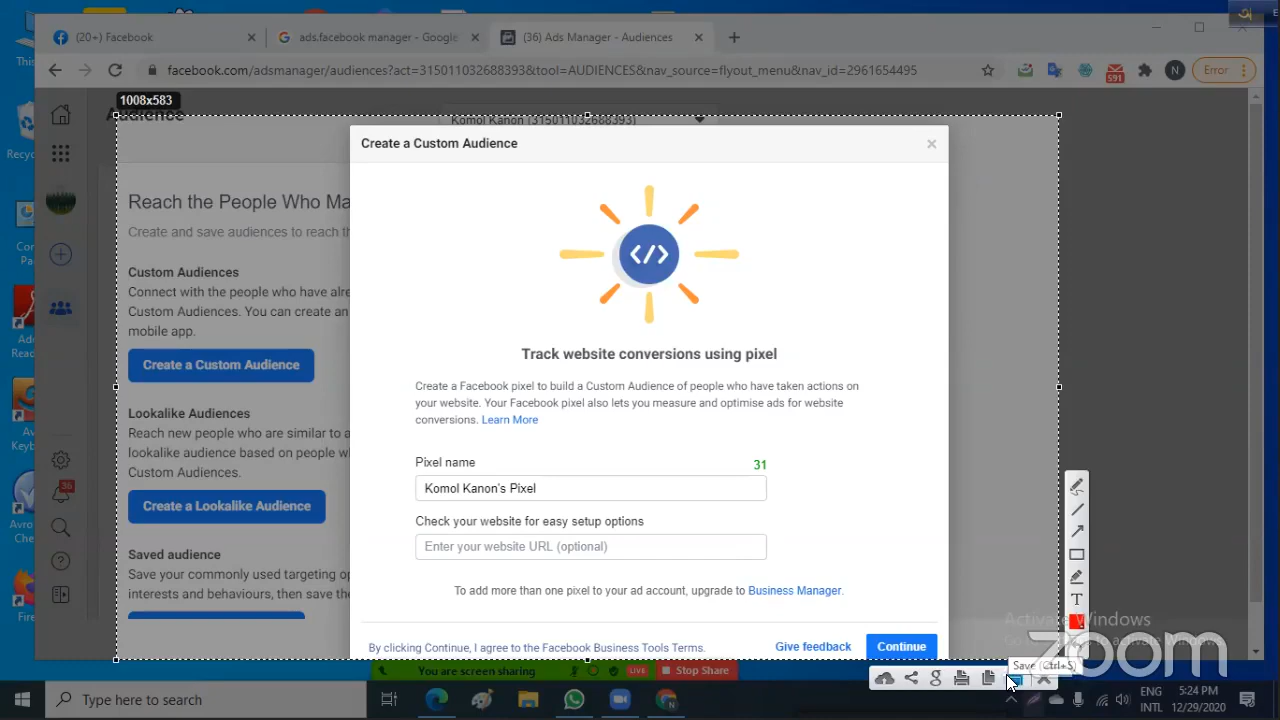 (20+) Facebook
ads.facebook manager - Google
(36) Ads Manager - Audiences
facebook.com/adsmanager/audiences?act=315011032688393&tool=AUDIENCES&nav_source=flyout_menu&nav_id=2961654495
591
N
Error
1008x583
Audience
Komol Kanon (315011032688393)
Create a Custom Audience
Reach the People Who Ma
Create and save audiences to reach th
Custom Audiences
Connect with the people who have alre
Custom Audiences. You can create an
mobile app.
Create a Custom Audience
Lookalike Audiences
Reach new people who are similar to a
lookalike audience based on people wh
Custom Audiences.
Create a Lookalike Audience
Saved audience
Save your commonly used targeting op
interests and behaviours, then save the
36
Track website conversions using pixel
Create a Facebook pixel to build a Custom Audience of people who have taken actions on
your website. Your Facebook pixel also lets you measure and optimise ads for website
conversions. Learn More
Pixel name
31
Komol Kanon's Pixel
Check your website for easy setup options
Enter your website URL (optional)
To add more than one pixel to your ad account, upgrade to Business Manager.
By clicking Continue, I agree to the Facebook Business Tools Terms.
Give feedback
Continue
T
Activate Windows
zoom
Save (Ctrl+S)
You are screen sharing
LIVE
Stop Share
Type here to search
ENG
INTL
5:24 PM
12/29/2020